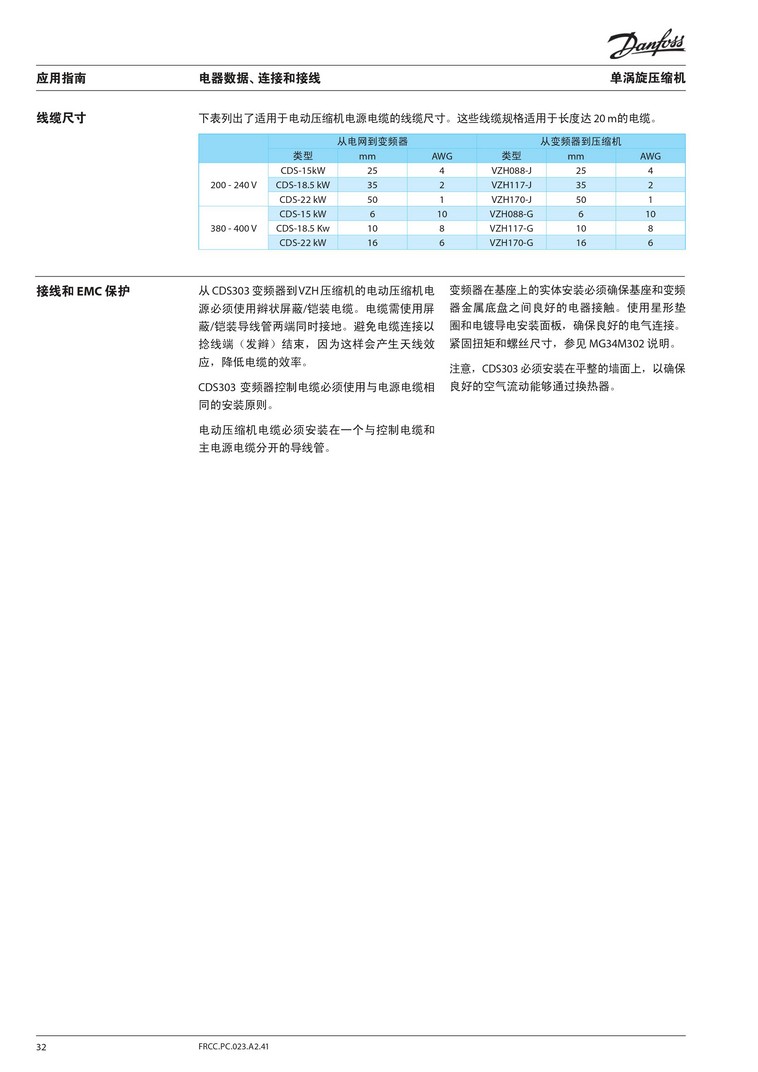 Danfoss
应用指南 电器数据、连接和接线 单涡旋压缩机
线缆尺寸
下表列出了适用于电动压缩机电源电缆的线缆尺寸。这些线缆规格适用于长度达 20 m的电缆。
从电网到变频器 从变频器到压缩机
类型 mm AWG 类型 mm AWG
200 - 240 V
CDS-15kW 25 4 VZH088-J 25 4
CDS-18.5 kW 35 2 VZH117-J 35 2
CDS-22 kW 50 1 VZH170-J 50 1
380 - 400 V
CDS-15 kW 6 10 VZH088-G 6 10
CDS-18.5 Kw 10 8 VZH117-G 10 8
CDS-22 kW 16 6 VZH170-G 16 6
接线和 EMC 保护
从 CDS303 变频器到 VZH 压缩机的电动压缩机电
源必须使用辫状屏蔽/铠装电缆。电缆需使用屏
蔽/铠装导线管两端同时接地。避免电缆连接以
捻线端（发辫）结束，因为这样会产生天线效
应，降低电缆的效率。
CDS303 变频器控制电缆必须使用与电源电缆相
同的安装原则。
电动压缩机电缆必须安装在一个与控制电缆和
主电源电缆分开的导线管。
变频器在基座上的实体安装必须确保基座和变频
器金属底盘之间良好的电器接触。使用星形垫
圈和电镀导电安装面板，确保良好的电气连接。
紧固扭矩和螺丝尺寸，参见 MG34M302 说明。
注意，CDS303 必须安装在平整的墙面上，以确保
良好的空气流动能够通过换热器。
32 FRCC.PC.023.A2.41